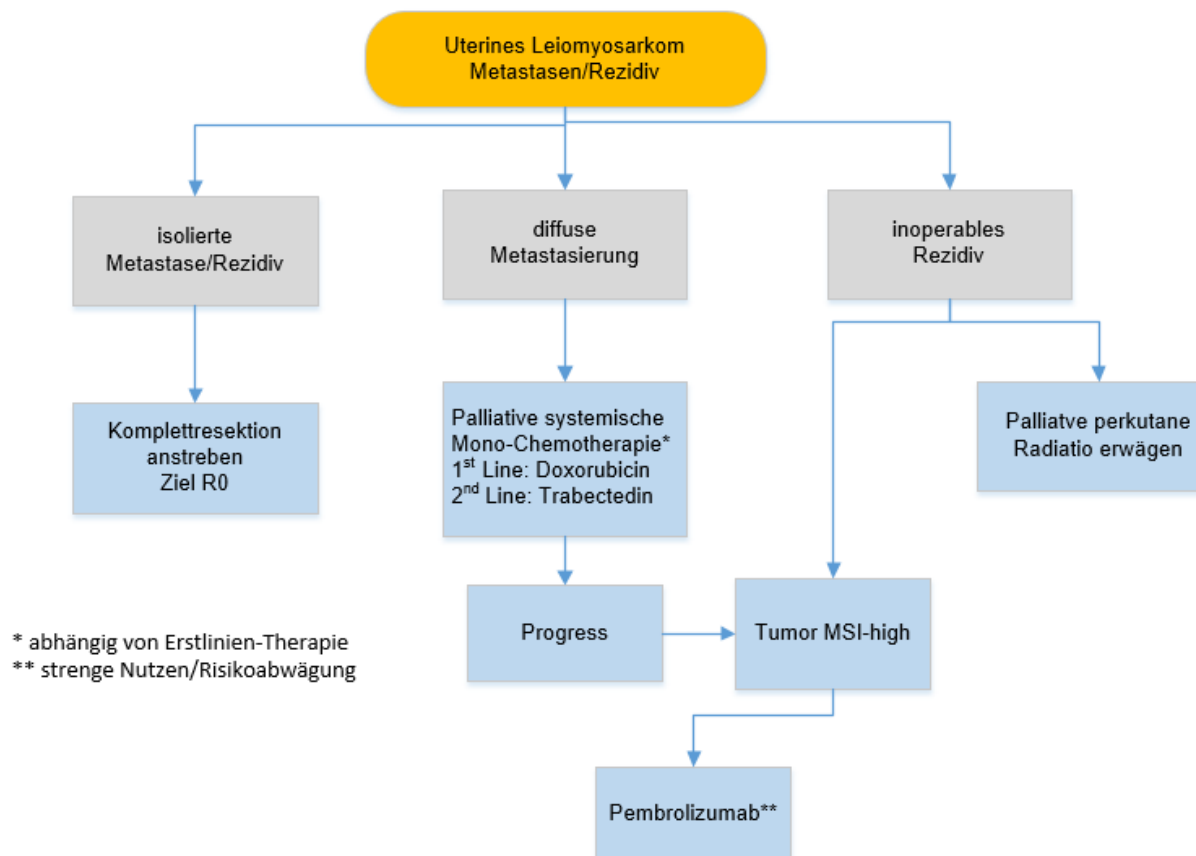 Uterines Leiomyosarkom
Metastasen/Rezidiv
isolierte
Metastase/Rezidiv
diffuse
Metastasierung
inoperables
Rezidiv
Komplettresektion
anstreben
Ziel R0
Palliative systemische
Mono-Chemotherapie*
1st Line: Doxorubicin
2nd Line: Trabectedin
Palliatve perkutane
Radiatio erwägen
Progress
Tumor MSI-high
* abhängig von Erstlinien-Therapie
** strenge Nutzen/Risikoabwägung
Pembrolizumab**